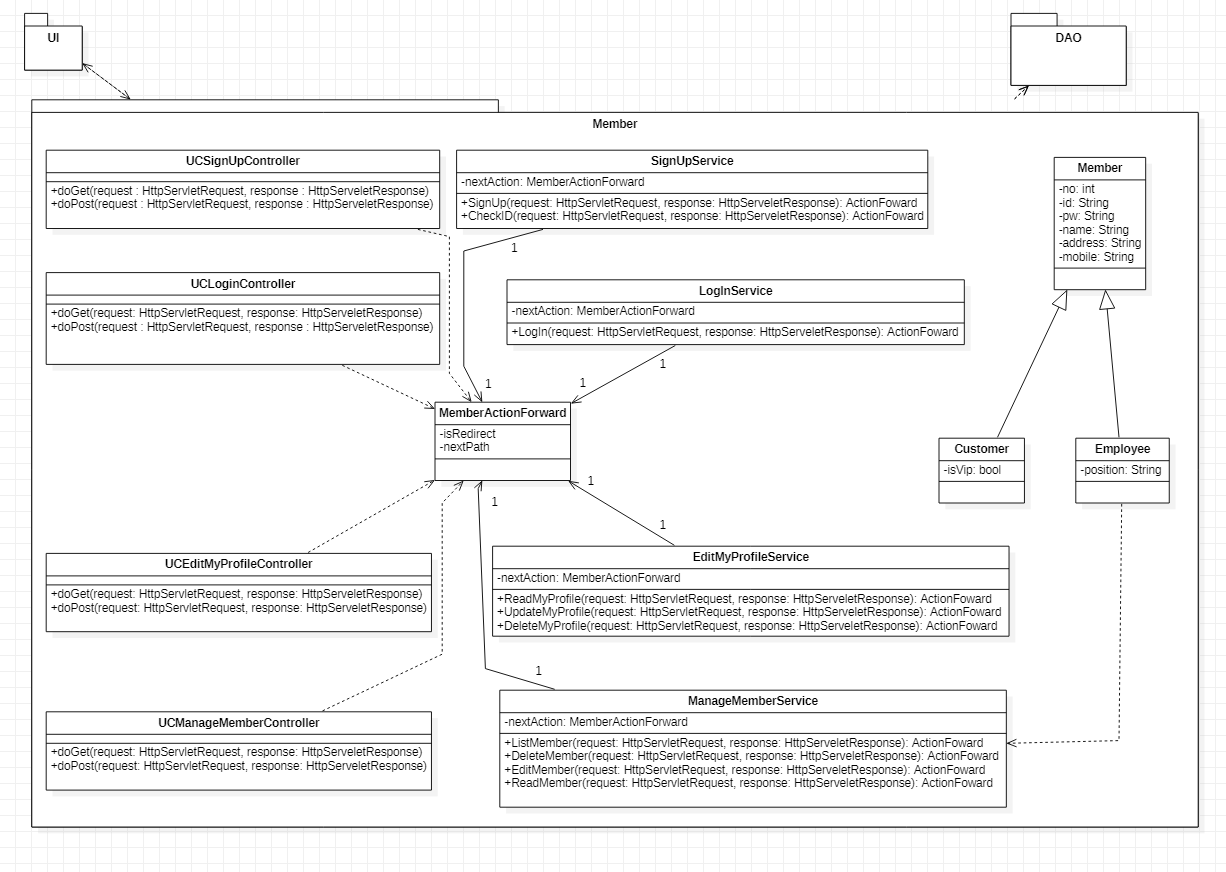 UI
DAO
Member
UCSignUpController
+doGet(request : HttpServletRequest, response : HttpServeletResponse)
+doPost(request : HttpServletRequest, response : HttpServeletResponse)
SignUpService
-nextAction: MemberActionForward
+SignUp(request: HttpServletRequest, response: HttpServeletResponse): ActionFoward
+CheckID(request: HttpServletRequest, response: HttpServeletResponse): ActionFoward
1
Member
-no: int
-id: String
-pw: String
-name: String
-address: String
-mobile: String
UCLoginController
+doGet(request: HttpServletRequest, response: HttpServeletResponse)
+doPost(request : HttpServletRequest, response : HttpServeletResponse)
LogInService
-nextAction: MemberActionForward
+LogIn(request: HttpServletRequest, response: HttpServeletResponse): ActionFoward
1
1
1
MemberActionForward
-isRedirect
-nextPath
Customer
-isVip: bool
Employee
-position: String
1
1
1
UCEditMyProfileController
+doGet(request: HttpServletRequest, response: HttpServeletResponse)
+doPost(request: HttpServletRequest, response: HttpServeletResponse)
EditMyProfileService
-nextAction: MemberActionForward
+ReadMyProfile(request: HttpServletRequest, response: HttpServeletResponse): ActionFoward
+UpdateMyProfile(request: HttpServletRequest, response: HttpServeletResponse): ActionFoward
+DeleteMyProfile(request: HttpServletRequest, response: HttpServeletResponse): ActionFoward
1
UCManageMemberController
+doGet(request: HttpServletRequest, response: HttpServeletResponse)
+doPost(request: HttpServletRequest, response: HttpServeletResponse)
ManageMemberService
-nextAction: MemberActionForward
+ListMember(request: HttpServletRequest, response: HttpServeletResponse): ActionFoward
+DeleteMember(request: HttpServletRequest, response: HttpServeletResponse): ActionFoward
+EditMember(request: HttpServletRequest, response: HttpServeletResponse): ActionFoward
+ReadMember(request: HttpServletRequest, response: HttpServeletResponse): ActionFoward